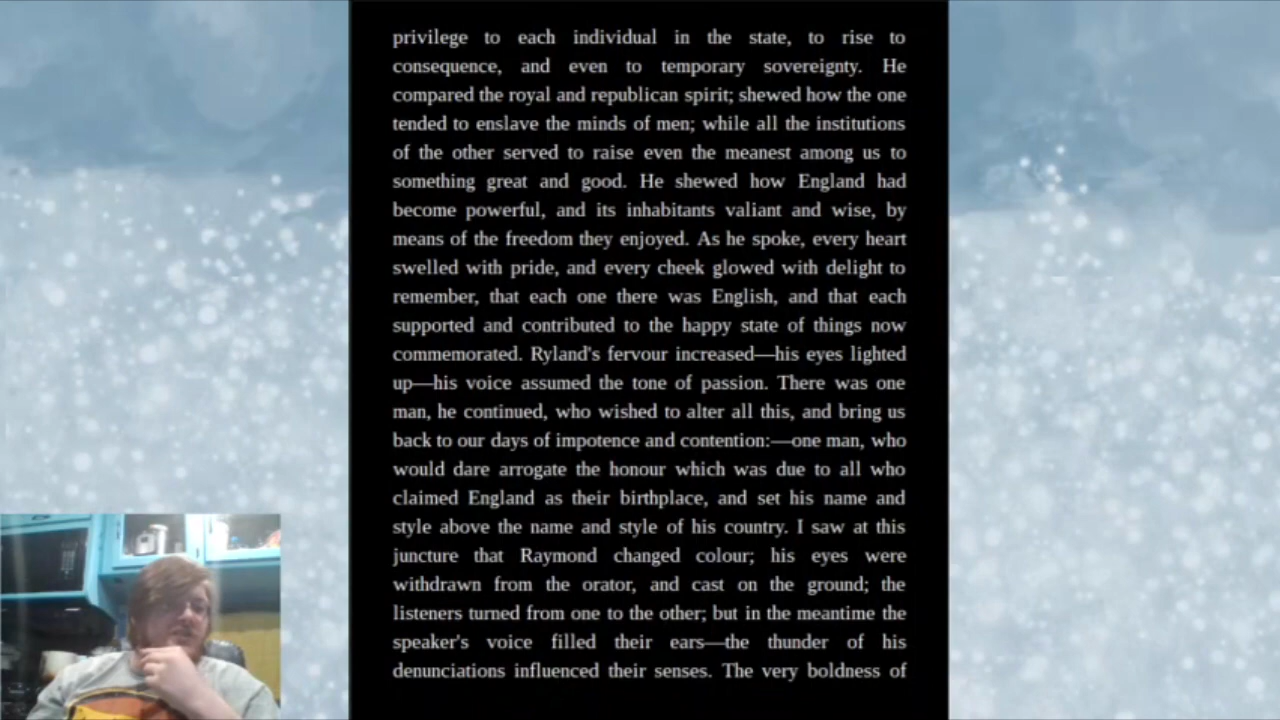 privilege to each individual in the state, to rise to
consequence, and even to temporary sovereignty. He
compared the royal and republican spirit; shewed how the one
tended to enslave the minds of men; while all the institutions
of the other served to raise even the meanest among us to
something great and good. He shewed how England had
become powerful, and its inhabitants valiant and wise, by
means of the freedom they enjoyed. As he spoke, every heart
swelled with pride, and every cheek glowed with delight to
remember, that each one there was English, and that each
supported and contributed to the happy state of things now
commemorated. Ryland's fervour increased—his eyes lighted
up—his voice assumed the tone of passion. There was one
man, he continued, who wished to alter all this, and bring us
back to our days of impotence and contention:—one man, who
would dare arrogate the honour which was due to all who
claimed England as their birthplace, and set his name and
style above the name and style of his country. I saw at this
juncture that Raymond changed colour; his eyes were
withdrawn from the orator, and cast on the ground; the
listeners turned from one to the other; but in the meantime the
speaker's voice filled their ears—the thunder of his
denunciations influenced their senses. The very boldness of